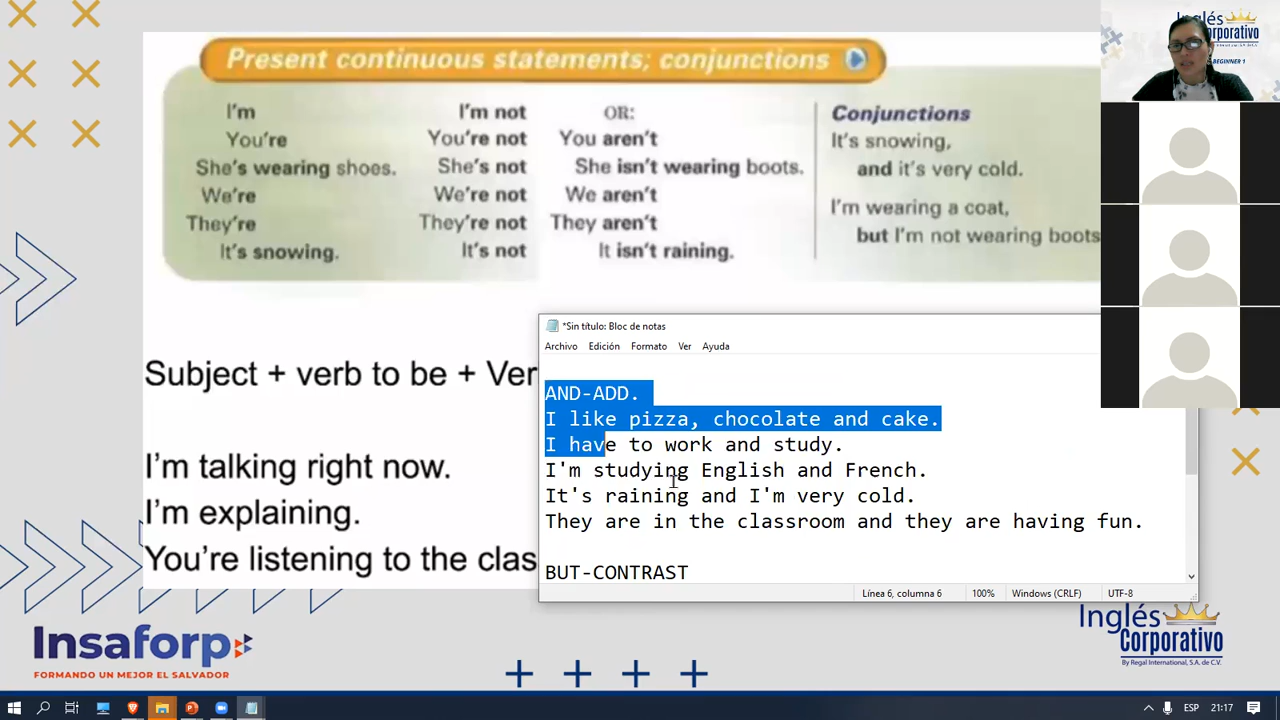 Present continuous statements; conjunctions
I'm I'm not OR:
You're You're not You aren't
She's wearing shoes. She's not She isn't wearing boots.
We're We're not We aren't
They're They're not They aren't
It's snowing. It's not It isn't raining.
Conjunctions
It's snowing,
and it's very cold.
I'm wearing a coat,
but I'm not wearing boots
Subject + verb to be + Ver
I'm talking right now.
I'm explaining.
You're listening to the clas
*Sin título: Bloc de notas
Archivo Edición Formato Ver Ayuda
AND-ADD.
I like pizza, chocolate and cake.
I have to work and study.
I'm studying English and French.
It's raining and I'm very cold.
They are in the classroom and they are having fun.
BUT-CONTRAST
Línea 6, columna 6 100% Windows (CRLF) UTF-8
Inglés
Corporativo
BEGINNER 1
Insaforp
FORMANDO UN MEJOR EL SALVADOR
Inglés
Corporativo
By Regal International, S.A. de C.V.
ESP 21:17